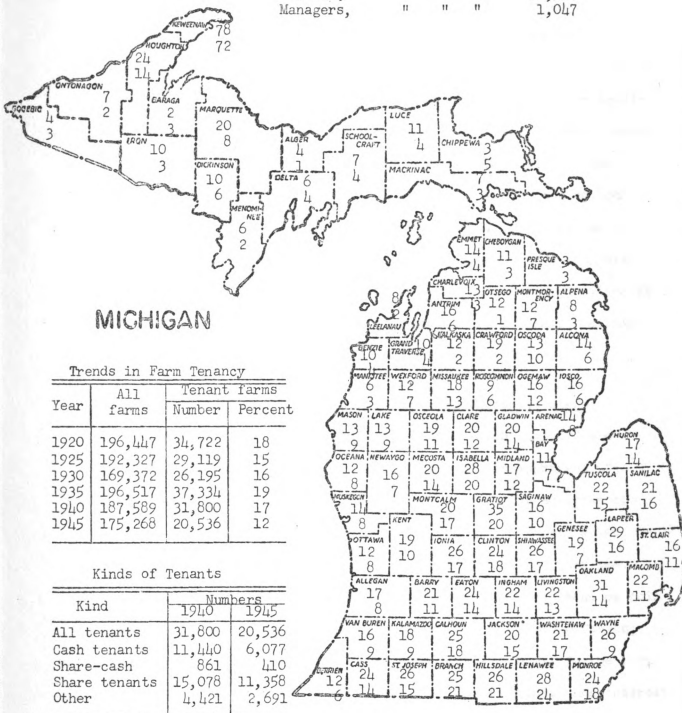 Managers, " " " 1,047
KEWEENAW 78 72
HOUGHTON 24 14
ONTONAGON 7 2
GOGEBIC 4 3
BARAGA 2 3
MARQUETTE 20 8
IRON 10 3
DICKINSON 10 6
MENOMINEE 6 2
DELTA 6 4
ALGER 4 1
SCHOOLCRAFT 7 4
LUCE 11 4
CHIPPEWA 3 5
MACKINAC 7 3
EMMET 14 4
CHEBOYGAN 11 3
PRESQUE ISLE 3 3
CHARLEVOIX 13
ANTRIM 16 6
OTSEGO 12 1
MONTMORENCY 12 7
ALPENA 8 3
LEELANAU 8 2
BENZIE 10
GRAND TRAVERSE 10 4
KALKASKA 12 2
CRAWFORD 19 2
OSCODA 13 10
ALCONA 14 6
MANISTEE 6 3
WEXFORD 12 7
MISSAUKEE 18 13
ROSCOMMON 9 6
OGEMAW 16 12
IOSCO 16 6
MASON 13 9
LAKE 13 9
OSCEOLA 19 11
CLARE 20 12
GLADWIN 20 14
ARENAC 14 8
OCEANA 12 8
NEWAYGO 16 7
MECOSTA 20 14
ISABELLA 28 20
MIDLAND 17 12
BAY 11 7
HURON 17 14
TUSCOLA 22 15
SANILAC 21 16
MUSKEGON 14 8
MONTCALM 20 17
GRATIOT 35 20
SAGINAW 16 10
KENT 19 10
OTTAWA 12 8
IONIA 26 17
CLINTON 24 18
SHIAWASSEE 26 17
GENESEE 19 7
LAPEER 29 16
ST. CLAIR 16 11
ALLEGAN 17 8
BARRY 21 11
EATON 24 14
INGHAM 22 14
LIVINGSTON 22 13
OAKLAND 31 14
MACOMB 22 11
VAN BUREN 16 9
KALAMAZOO 18 9
CALHOUN 25 18
JACKSON 20 15
WASHTENAW 21 17
WAYNE 26 9
BERRIEN 12 6
CASS 24 14
ST. JOSEPH 26 15
BRANCH 25 21
HILLSDALE 26 21
LENAWEE 28 24
MONROE 24 18
MICHIGAN
Trends in Farm Tenancy
Year All farms Tenant farms
Number Percent
1920 196,447 34,722 18
1925 192,327 29,119 15
1930 169,372 26,195 16
1935 196,517 37,334 19
1940 187,589 31,800 17
1945 175,268 20,536 12
Kinds of Tenants
Kind Numbers
1940 1945
All tenants 31,800 20,536
Cash tenants 11,440 6,077
Share-cash 861 410
Share tenants 15,078 11,358
Other 4,421 2,691